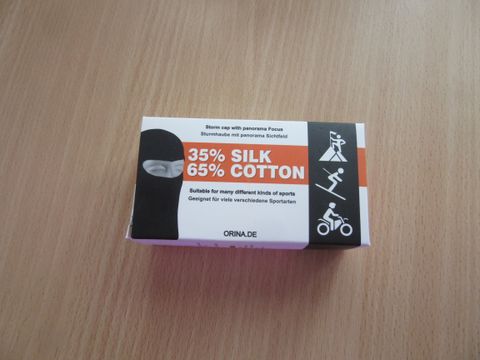 Storm cap with panorama Focus
Sturmhaube mit panorama Sichtfeld
35% SILK
65% COTTON
Suitable for many different kinds of sports
Geeignet für viele verschiedene Sportarten
ORINA.DE